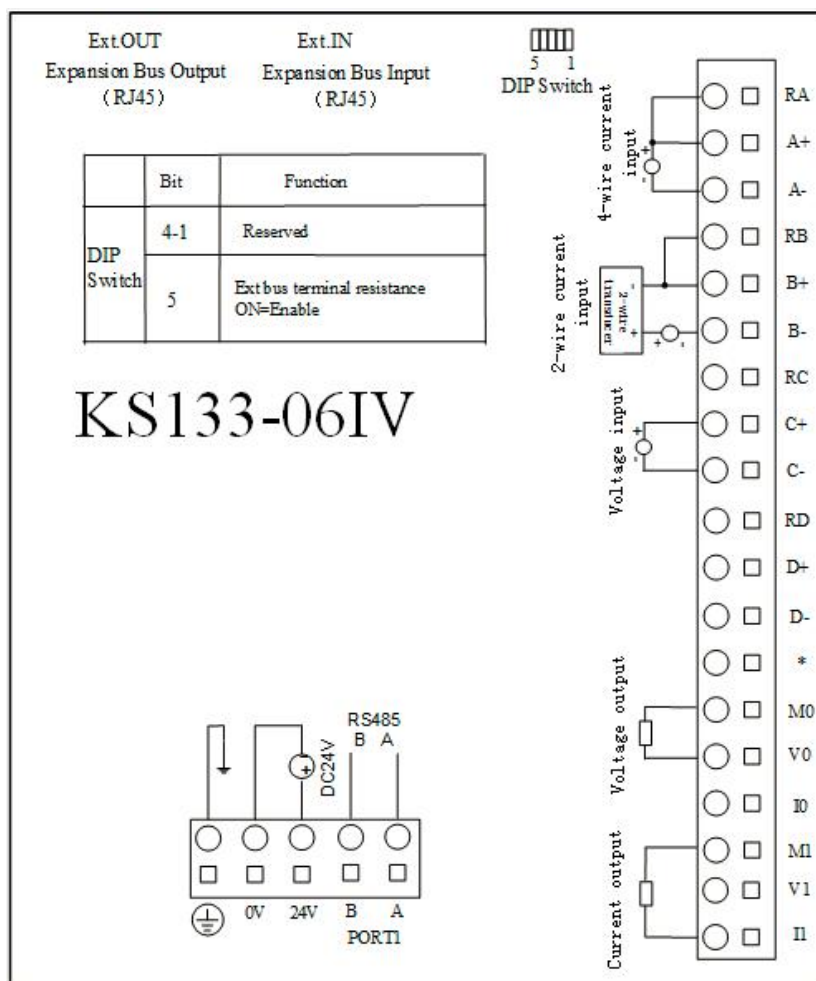 Ext.OUT
Expansion Bus Output
(RJ45)
Ext.IN
Expansion Bus Input
(RJ45)
5 1
DIP Switch
Bit Function
DIP Switch
4-1 Reserved
5 Ext bus terminal resistance
ON=Enable
KS133-06IV
4-wire current
input
+
-
2-wire current
input
2-wire
transducer
-
+
+ -
Voltage input
+
-
Voltage output
Current output
RA
A+
A-
RB
B+
B-
RC
C+
C-
RD
D+
D-
*
M0
V0
I0
M1
V1
I1
RS485
B A
DC24V
- +
0V 24V B A
PORT1